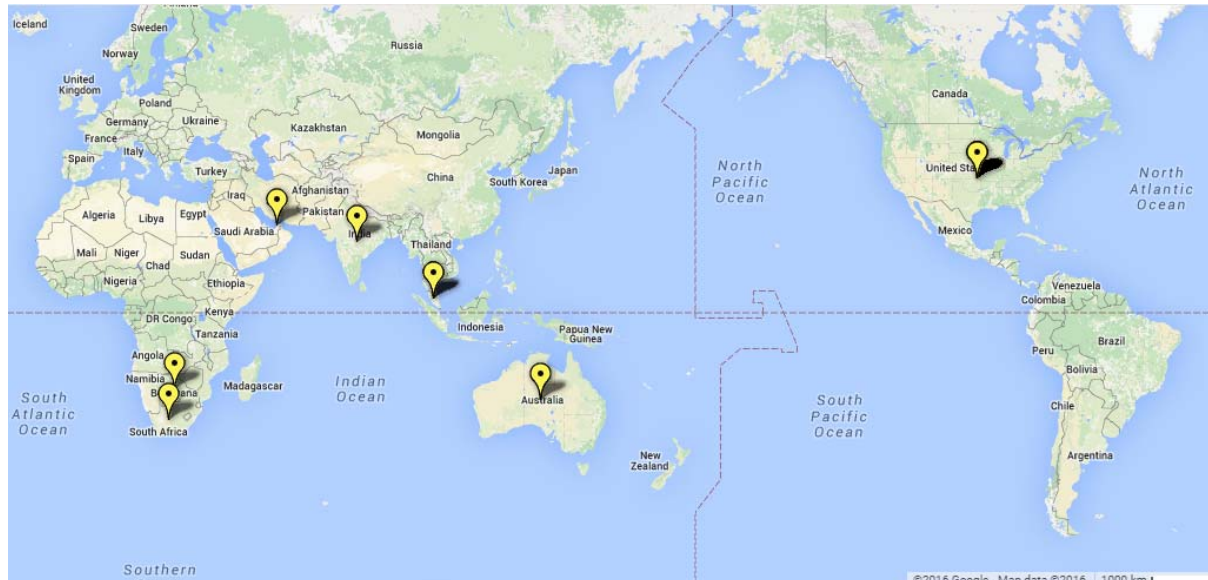 Iceland
Sweden
Norway
Russia
United
Kingdom
Canada
Poland
Germany
Ukraine
France
Kazakhstan
Mongolia
Italy
Spain
Turkey
United
North
Pacific
Ocean
North
Atlantic
Ocean
China
Japan
South Korea
Afghanistan
Iraq
Pakistan
Algeria
Libya
Egypt
Saudi Arabia
India
Mexico
Mali
Niger
Sudan
Thailand
Chad
Nigeria
Ethiopia
Venezuela
Colombia
DR Congo
Kenya
Indonesia
Papua New
Guinea
Tanzania
Brazil
Peru
Angola
Bolivia
Namibia
Madagascar
Indian
Ocean
Australia
South
Atlantic
Ocean
South
Pacific
Ocean
Chile
South Africa
New
Zealand
Argentina
Southern